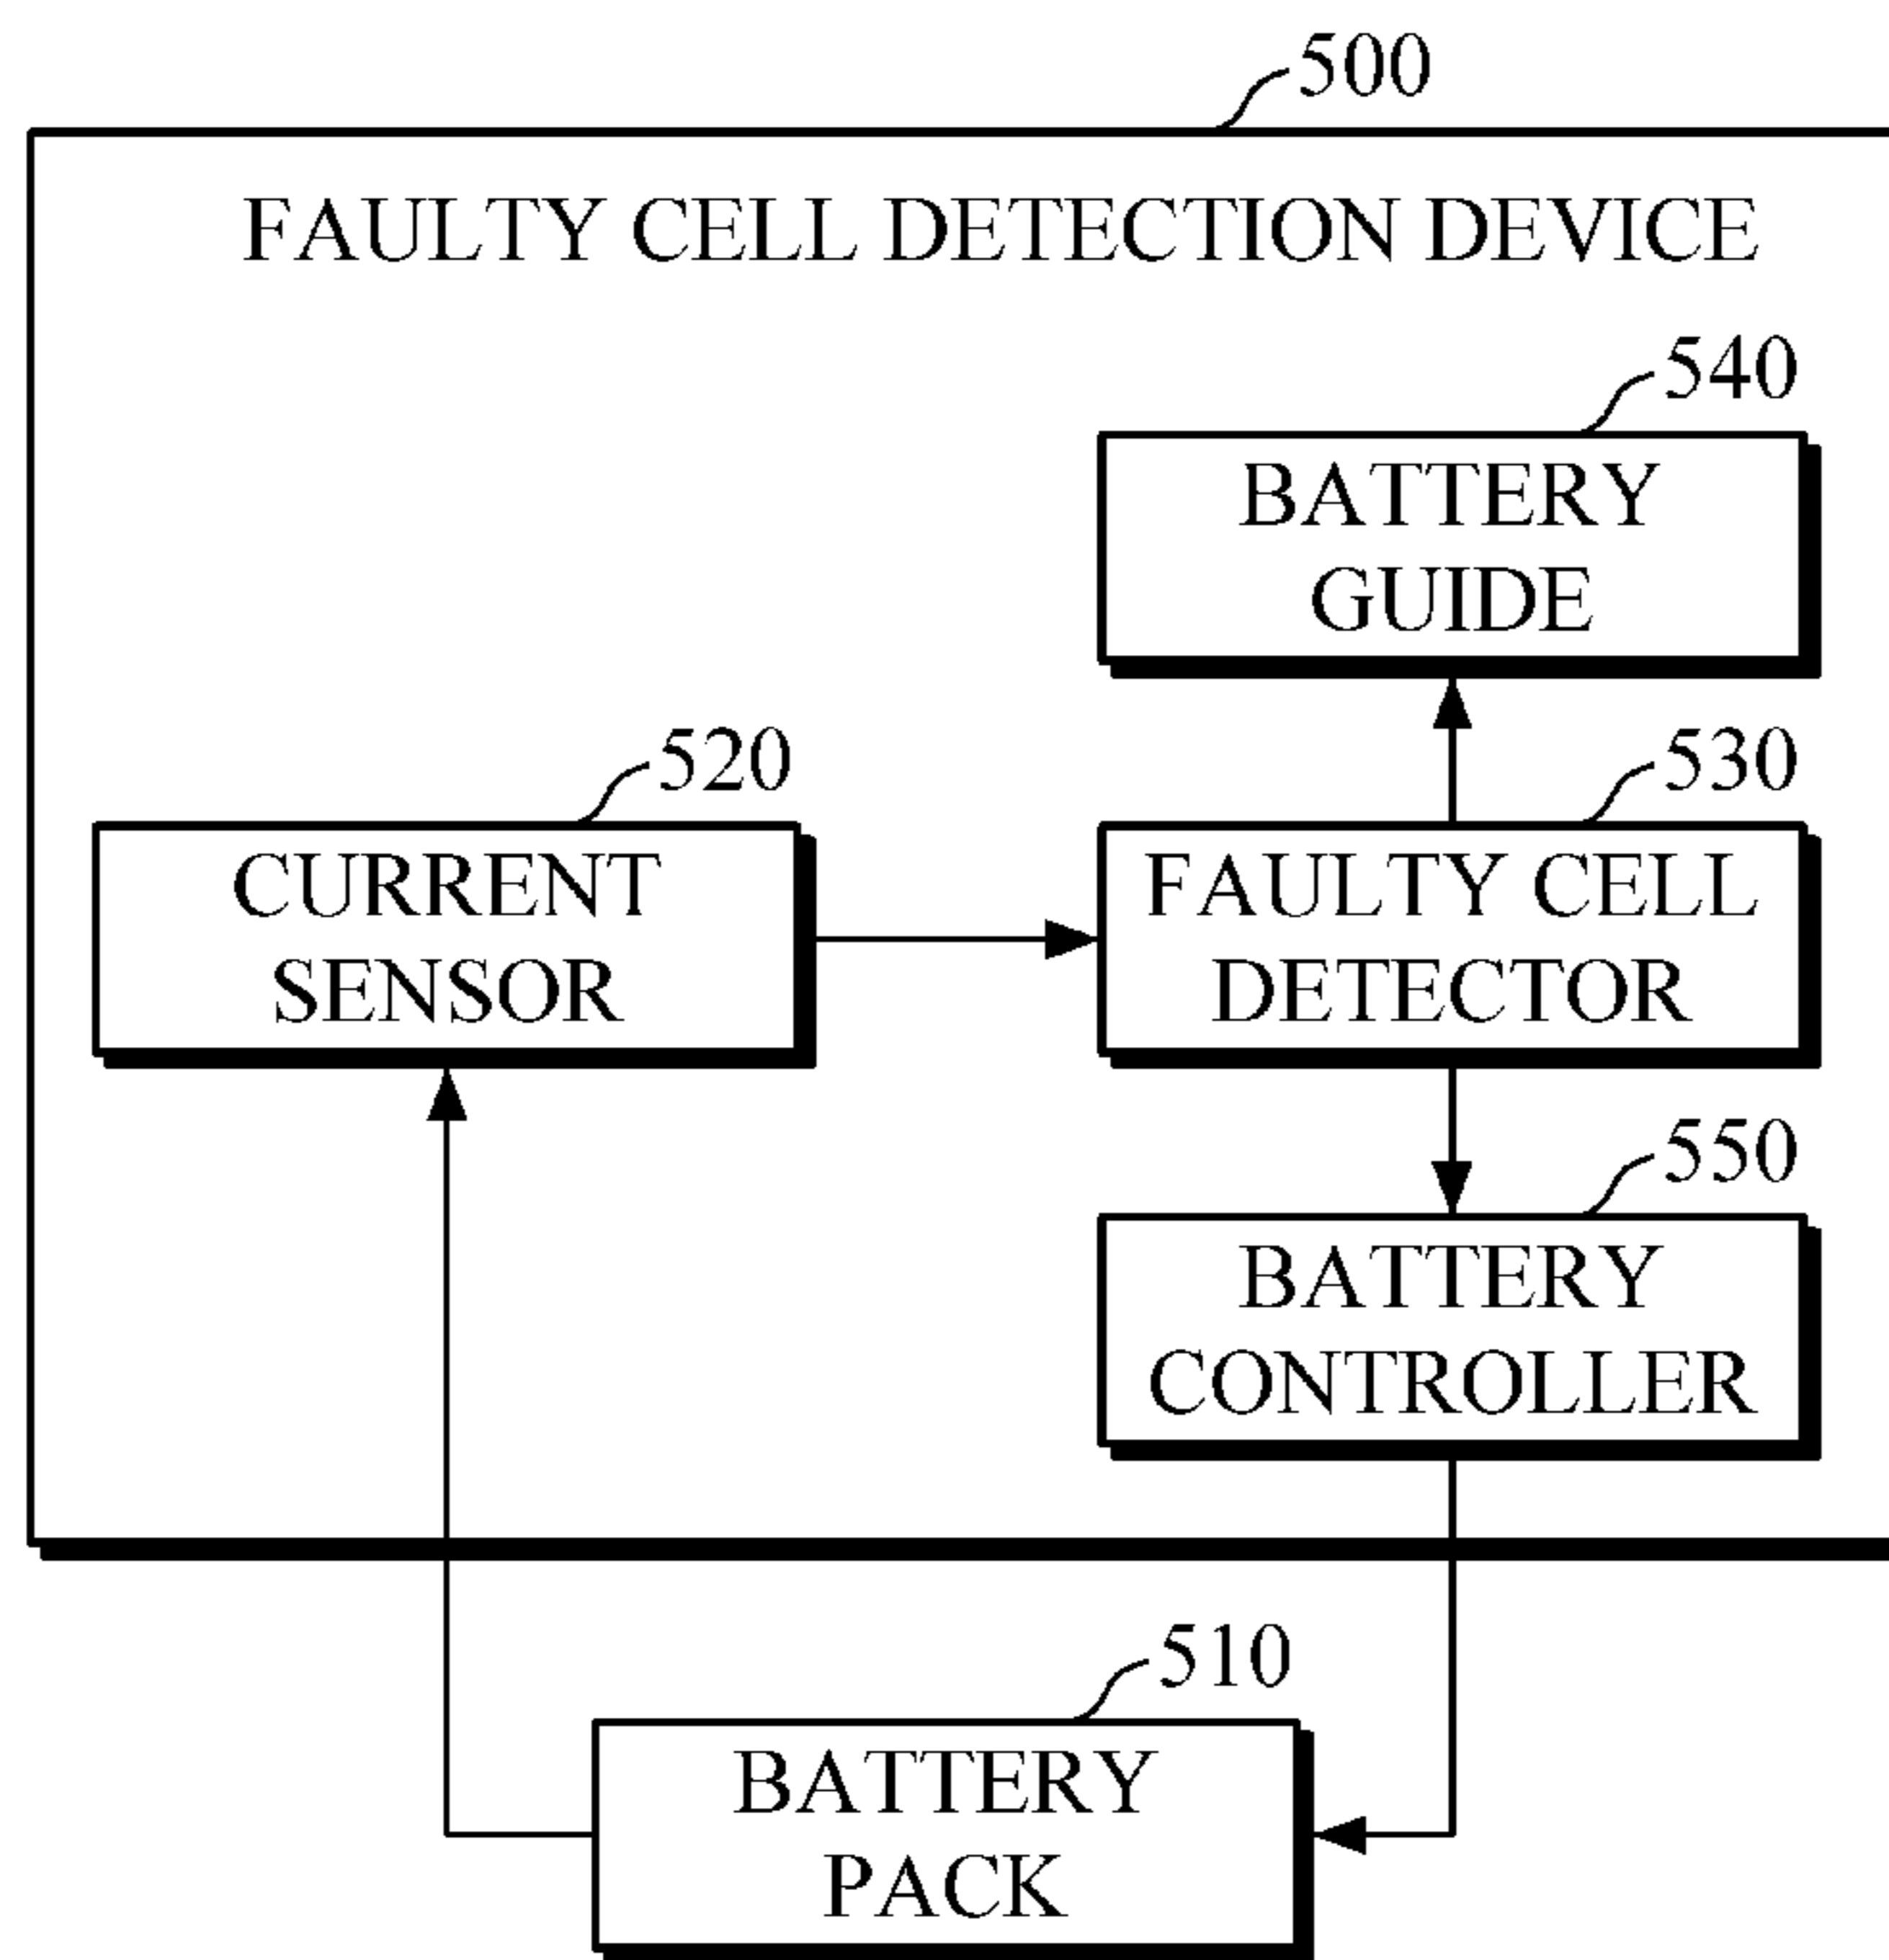 500
FAULTY CELL DETECTION DEVICE
540
BATTERY
GUIDE
520
CURRENT
SENSOR
530
FAULTY CELL
DETECTOR
550
BATTERY
CONTROLLER
510
BATTERY
PACK